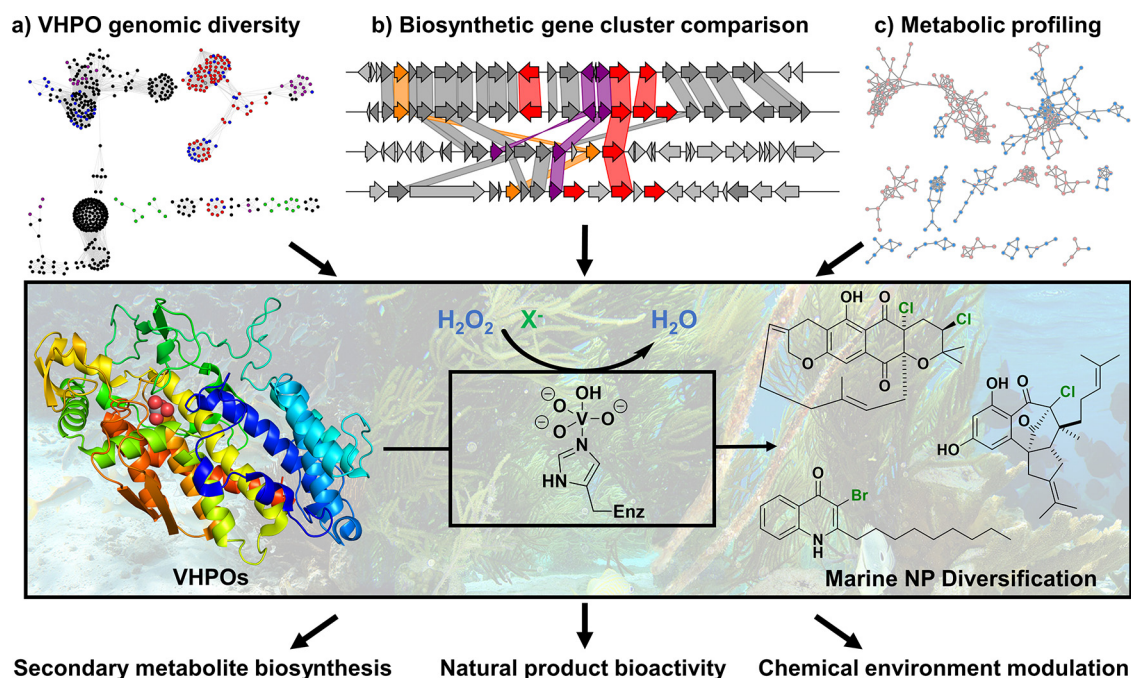 a) VHPO genomic diversity
b) Biosynthetic gene cluster comparison
c) Metabolic profiling
H₂O₂ X⁻ H₂O
OH
⊖ ⊖
O V O
⊖ O
N
HN
Enz
OH O Cl Cl
O O O
OH O Cl
O
HO
O
Br
N
H
VHPOs
Marine NP Diversification
Secondary metabolite biosynthesis
Natural product bioactivity
Chemical environment modulation